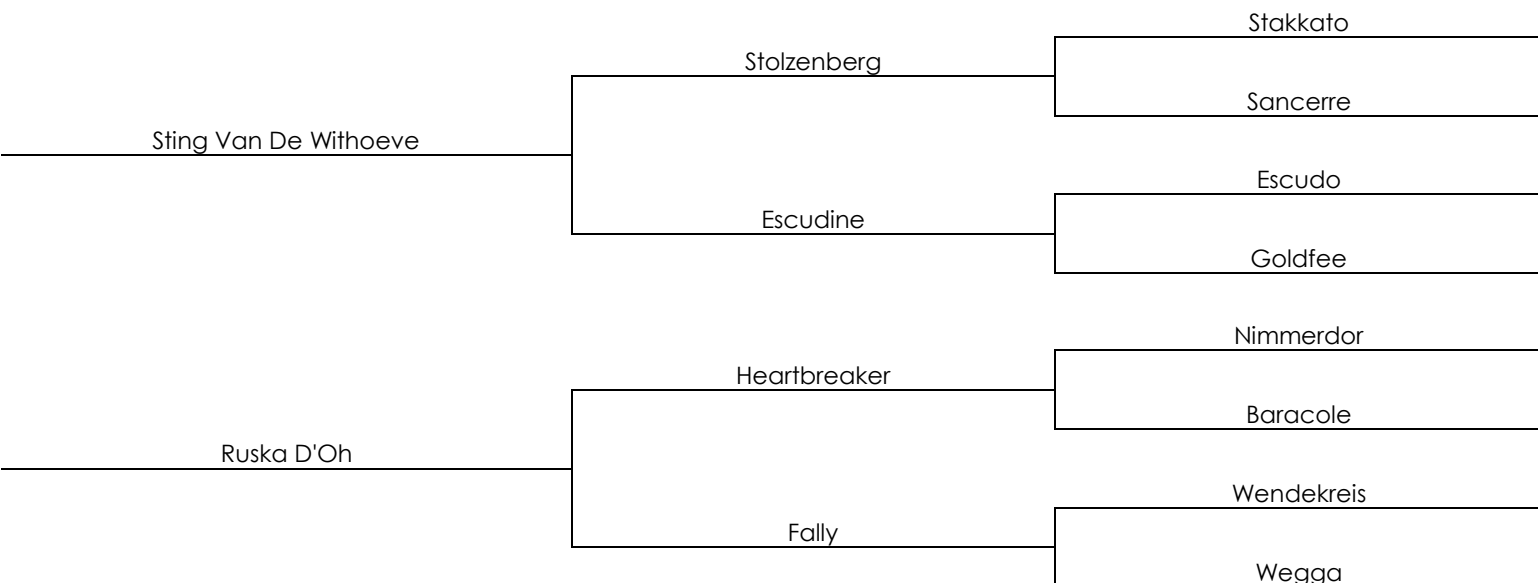 Stakkato
Stolzenberg
Sancerre
Sting Van De Withoeve
Escudo
Escudine
Goldfee
Nimmerdor
Heartbreaker
Baracole
Ruska D'Oh
Wendekreis
Fally
Wegga